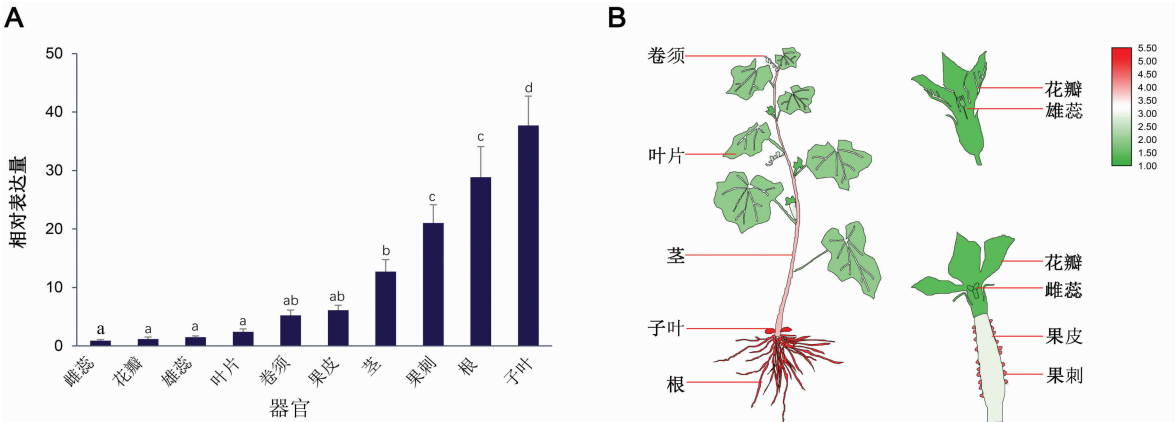 A
50
40
30
20
10
0
相对表达量
a
a
a
a
ab
ab
b
c
c
d
雌蕊
花瓣
雄蕊
叶片
卷须
果皮
茎
果刺
根
子叶
器官
B
卷须
叶片
茎
子叶
根
花瓣
雄蕊
花瓣
雌蕊
果皮
果刺
5.50
5.00
4.50
4.00
3.50
3.00
2.50
2.00
1.50
1.00